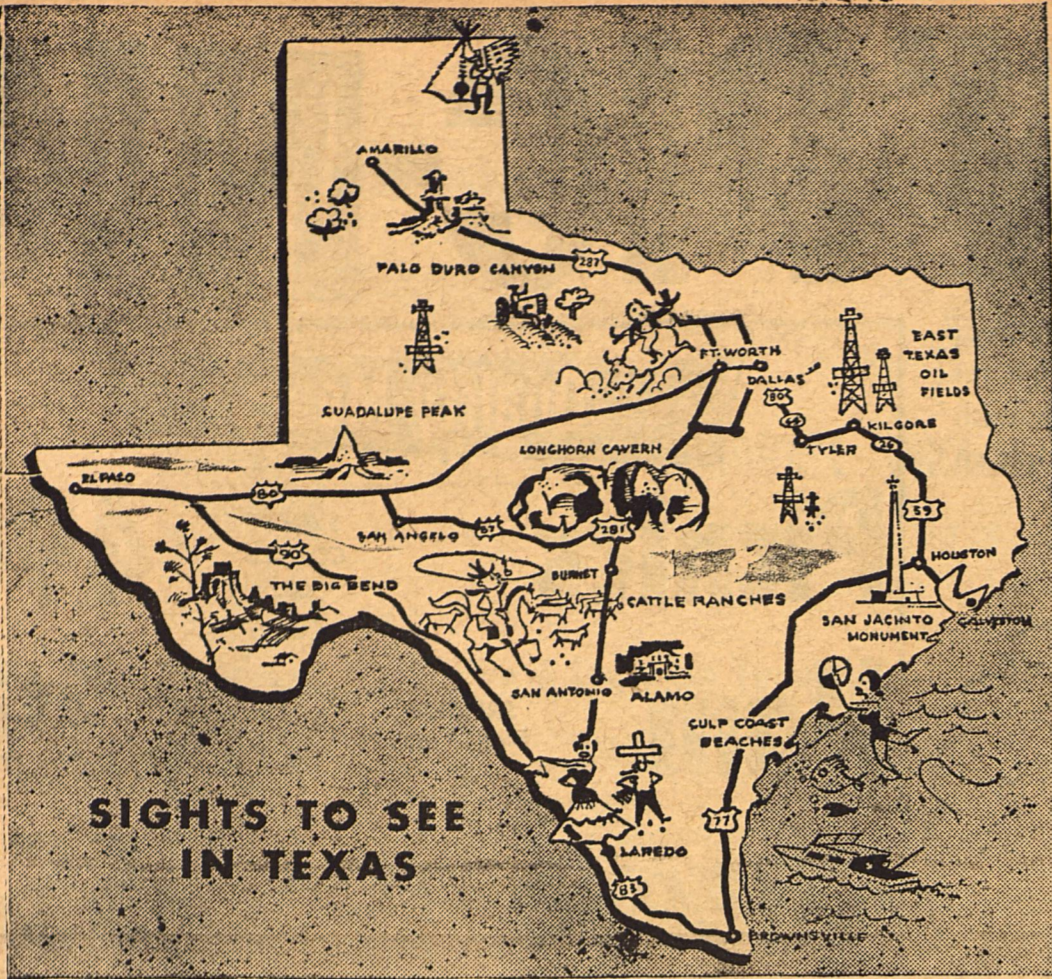 AMARILLO
PALO DURO CANYON
287
FT. WORTH
DALLAS
80
EAST
TEXAS
OIL
FIELDS
GUADALUPE PEAK
KILGORE
TYLER
64
26
LONGHORN CAVERN
EL PASO
80
SAN ANGELO
87
281
59
90
THE BIG BEND
BURNET
CATTLE RANCHES
HOUSTON
SAN JACINTO
MONUMENT
GALVESTON
SAN ANTONIO
ALAMO
GULF COAST
BEACHES
77
LAREDO
83
BROWNSVILLE
SIGHTS TO SEE
IN TEXAS